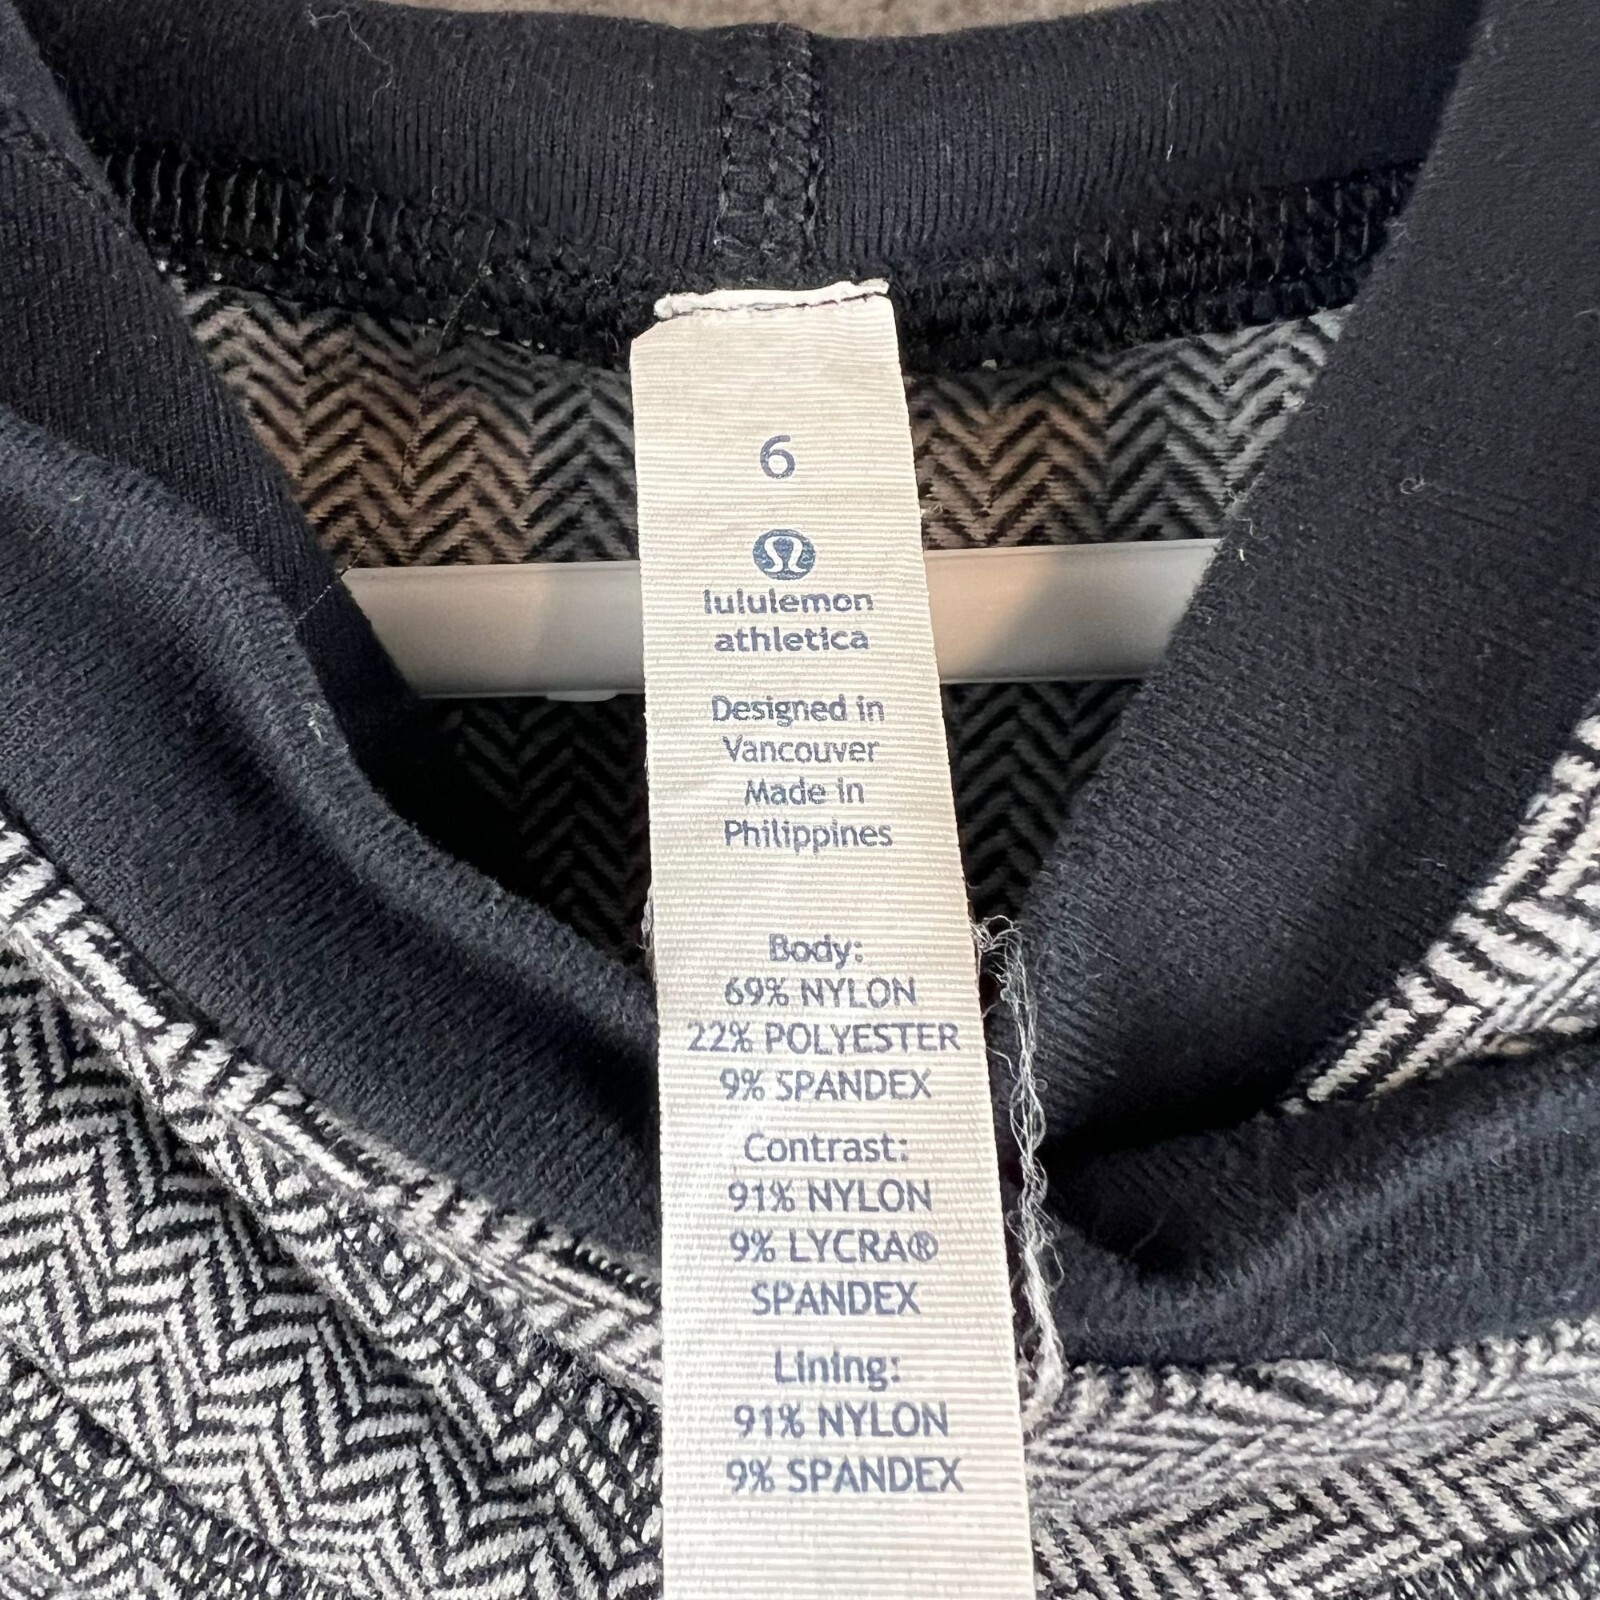 6
lululemon
athletica
Designed in
Vancouver
Made in
Philippines
Body:
69% NYLON
22% POLYESTER
9% SPANDEX
Contrast:
91% NYLON
9% LYCRA®
SPANDEX
Lining:
91% NYLON
9% SPANDEX